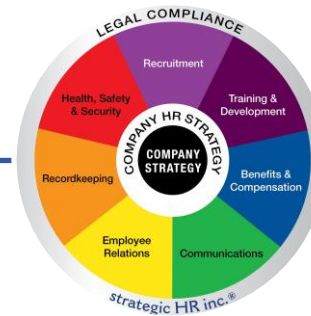 LEGAL COMPLIANCE
Recruitment
Training &
Development
Benefits &
Compensation
Communications
Employee
Relations
Recordkeeping
Health, Safety
& Security
COMPANY HR STRATEGY
COMPANY
STRATEGY
strategic HR inc.®